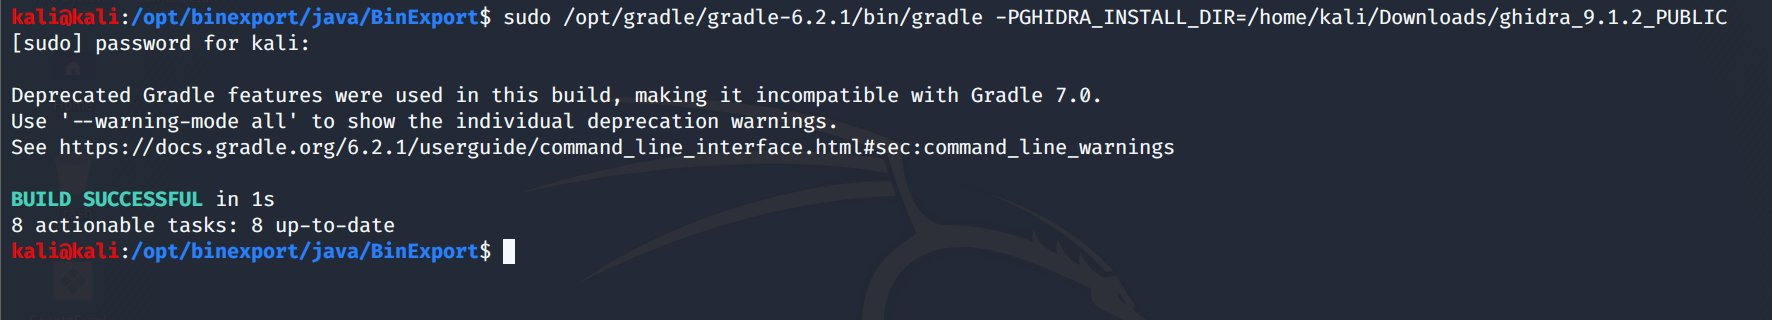 kali@kali:/opt/binexport/java/BinExport$ sudo /opt/gradle/gradle-6.2.1/bin/gradle -PGHIDRA_INSTALL_DIR=/home/kali/Downloads/ghidra_9.1.2_PUBLIC
[sudo] password for kali:
Deprecated Gradle features were used in this build, making it incompatible with Gradle 7.0.
Use '--warning-mode all' to show the individual deprecation warnings.
See https://docs.gradle.org/6.2.1/userguide/command_line_interface.html#sec:command_line_warnings
BUILD SUCCESSFUL in 1s
8 actionable tasks: 8 up-to-date
kali@kali:/opt/binexport/java/BinExport$